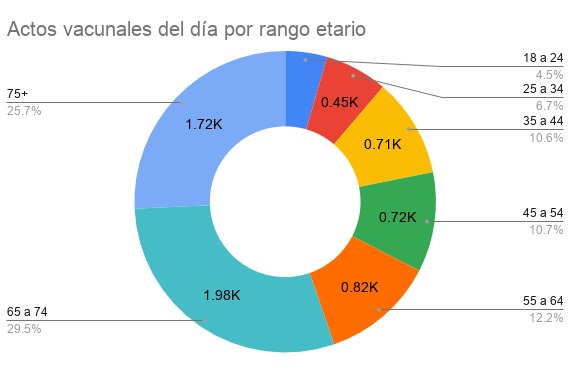 Actos vacunales del día por rango etario
18 a 24
4.5%
25 a 34
6.7%
35 a 44
10.6%
45 a 54
10.7%
55 a 64
12.2%
65 a 74
29.5%
75+
25.7%
0.45K
0.71K
0.72K
0.82K
1.98K
1.72K